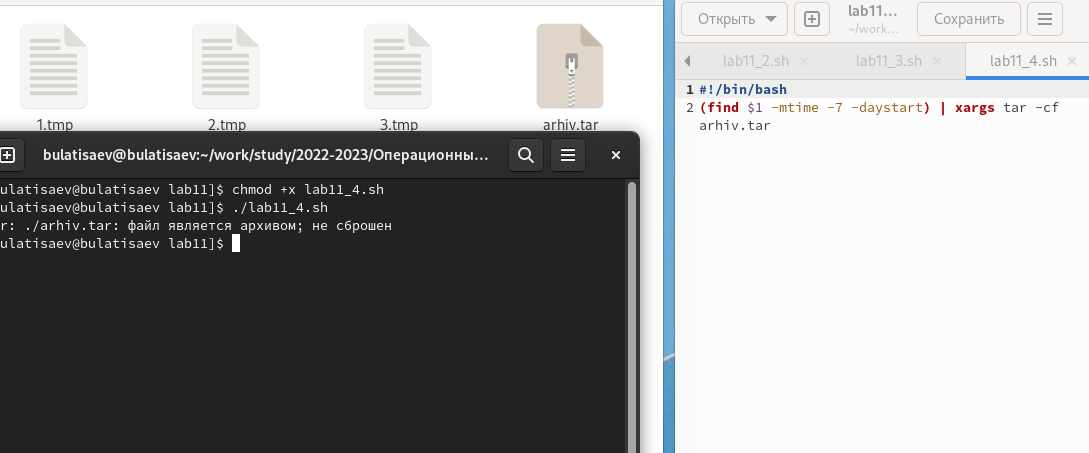 1.tmp 2.tmp 3.tmp arhiv.tar
bulatisaev@bulatisaev:~/work/study/2022-2023/Операционны...
ulatisaev@bulatisaev lab11]$ chmod +x lab11_4.sh
ulatisaev@bulatisaev lab11]$ ./lab11_4.sh
r: ./arhiv.tar: файл является архивом; не сброшен
ulatisaev@bulatisaev lab11]$
Открыть
lab11...
~/work...
Сохранить
lab11_2.sh lab11_3.sh lab11_4.sh
1 #!/bin/bash
2 (find $1 -mtime -7 -daystart) | xargs tar -cf
arhiv.tar